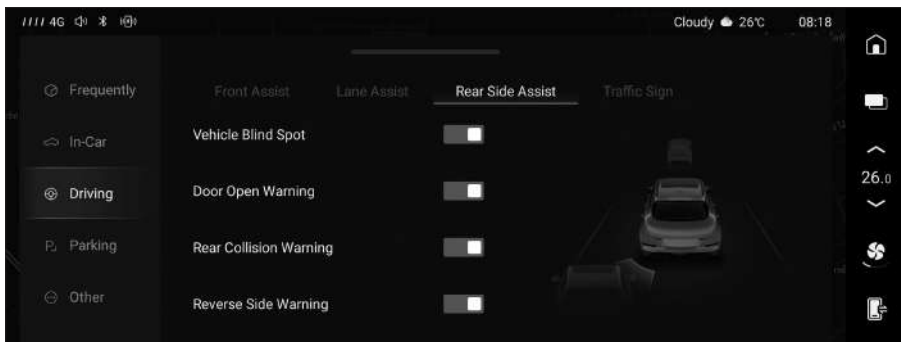 4G
Cloudy 26℃ 08:18
Frequently
In-Car
Driving
Parking
Other
Front Assist Lane Assist Rear Side Assist Traffic Sign
Vehicle Blind Spot
Door Open Warning
Rear Collision Warning
Reverse Side Warning
26.0